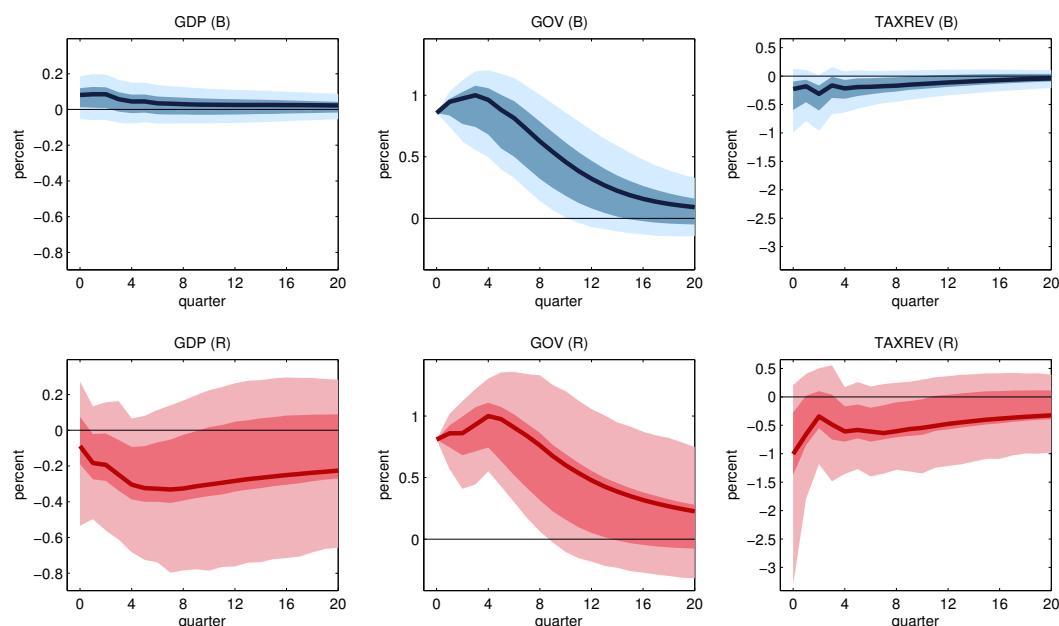 GDP (B)
percent
0.2
0
−0.2
−0.4
−0.6
−0.8
0 4 8 12 16 20
quarter
GOV (B)
percent
1
0.5
0
0 4 8 12 16 20
quarter
TAXREV (B)
percent
0.5
0
−0.5
−1
−1.5
−2
−2.5
−3
0 4 8 12 16 20
quarter
GDP (R)
percent
0.2
0
−0.2
−0.4
−0.6
−0.8
0 4 8 12 16 20
quarter
GOV (R)
percent
1
0.5
0
0 4 8 12 16 20
quarter
TAXREV (R)
percent
0.5
0
−0.5
−1
−1.5
−2
−2.5
−3
0 4 8 12 16 20
quarter